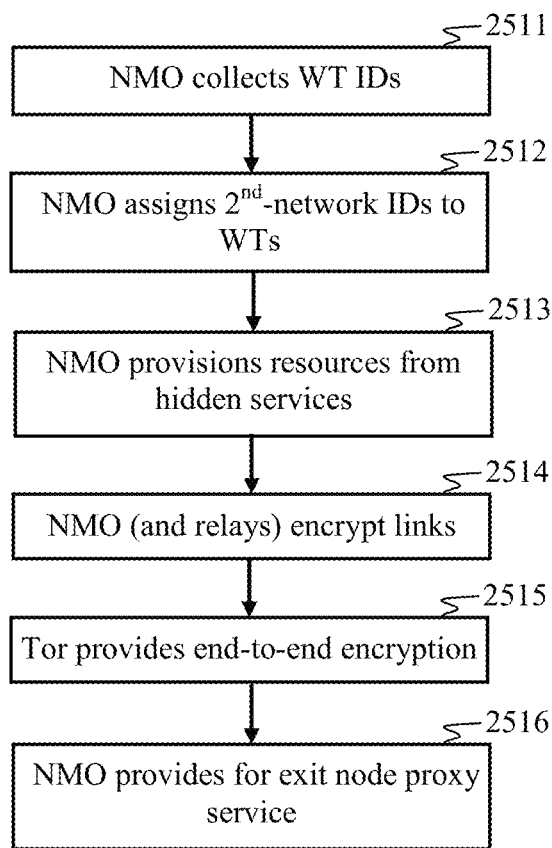 2511
NMO collects WT IDs
2512
NMO assigns 2nd-network IDs to
WTs
2513
NMO provisions resources from
hidden services
2514
NMO (and relays) encrypt links
2515
Tor provides end-to-end encryption
2516
NMO provides for exit node proxy
service